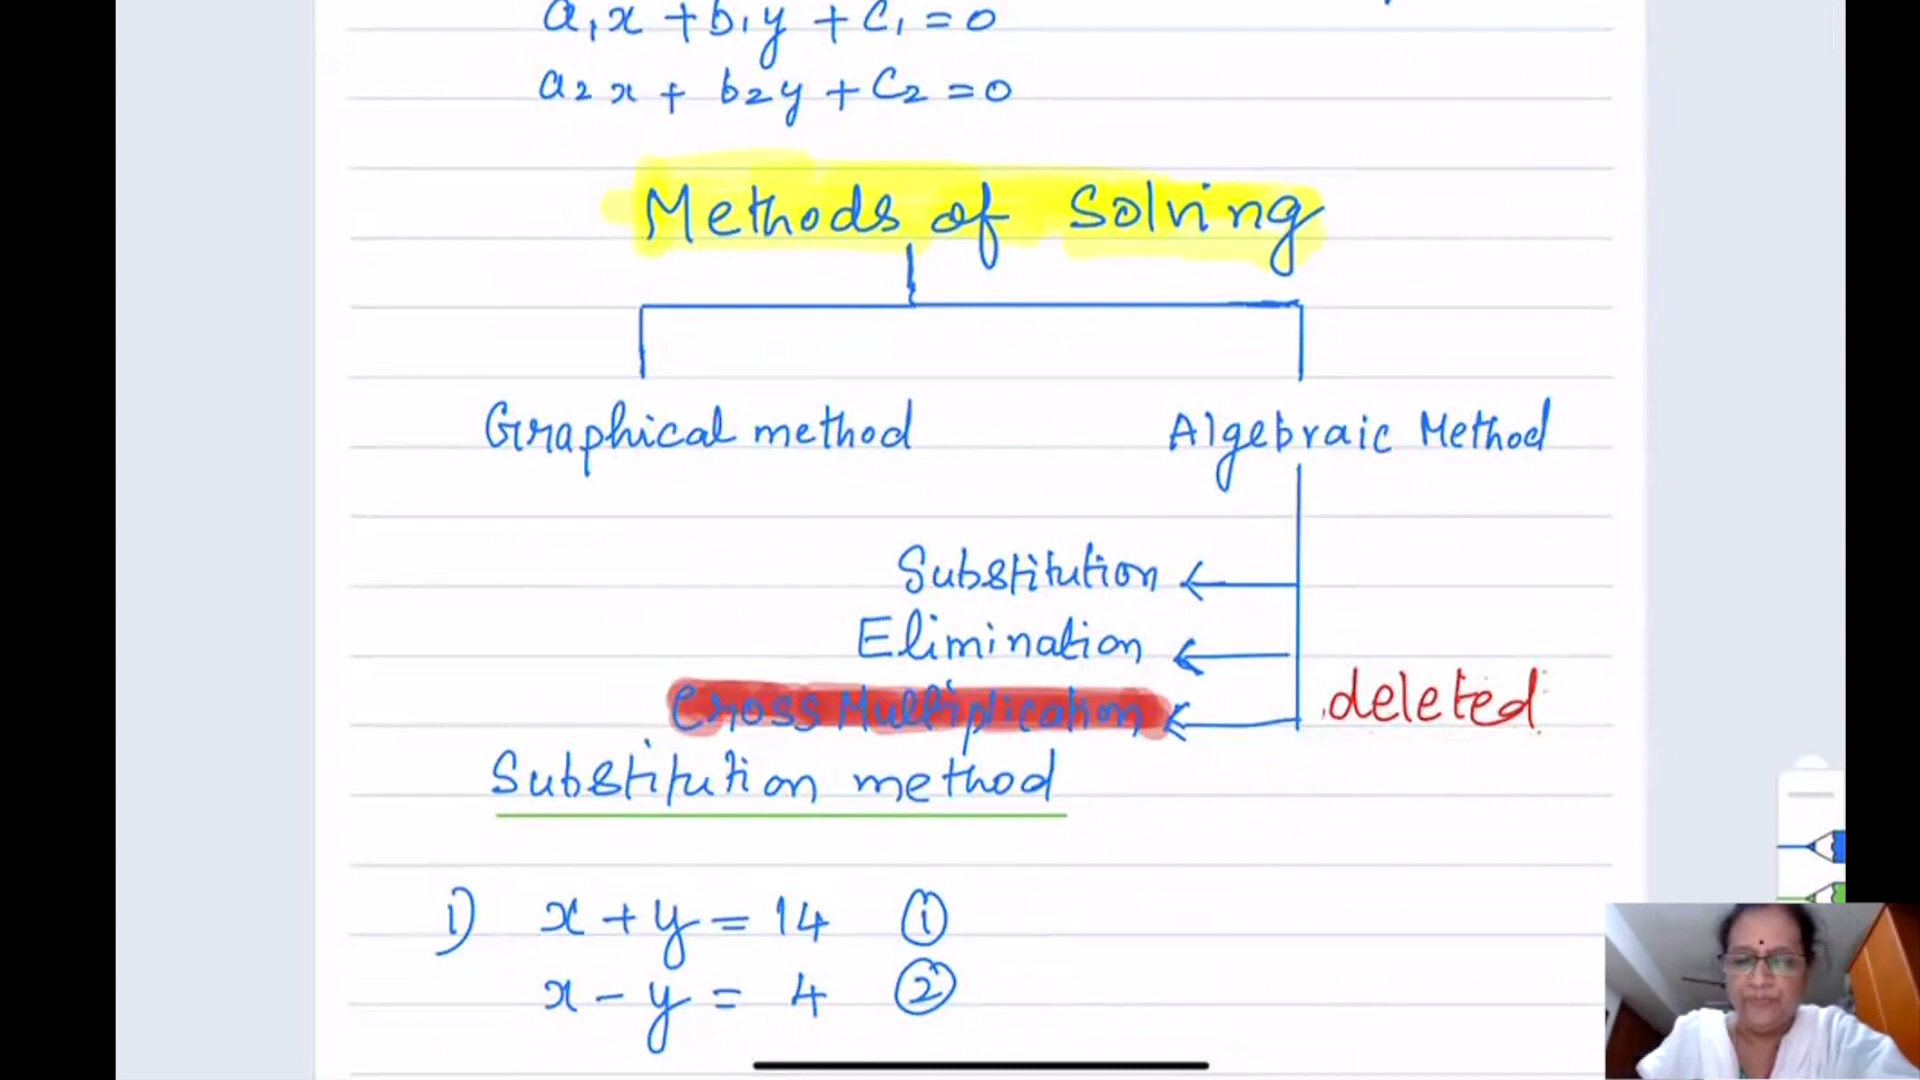 a₁x + b₁y + c₁ = 0
a₂x + b₂y + c₂ = 0
Methods of Solving
Graphical method Algebraic Method
Substitution
Elimination
Cross Multiplication deleted
Substitution method
1) x + y = 14 ①
x - y = 4 ②